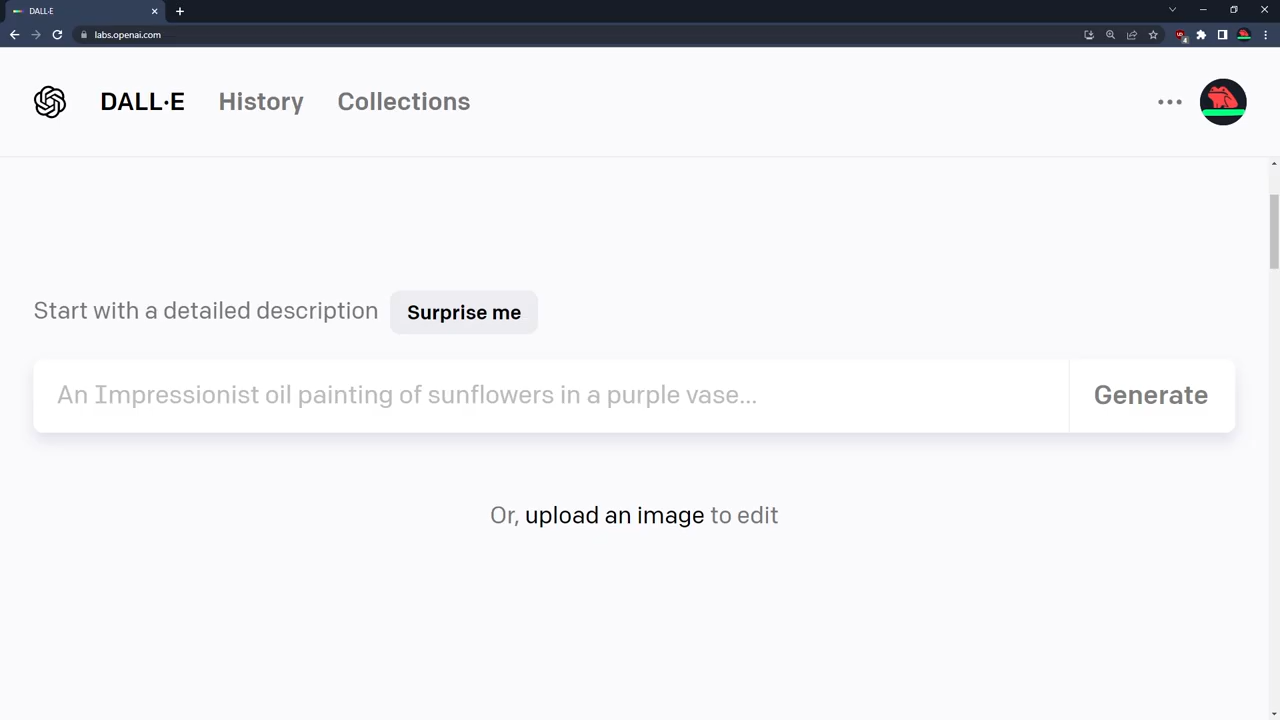 DALL·E
labs.openai.com
DALL·E History Collections
Start with a detailed description Surprise me
An Impressionist oil painting of sunflowers in a purple vase... Generate
Or, upload an image to edit